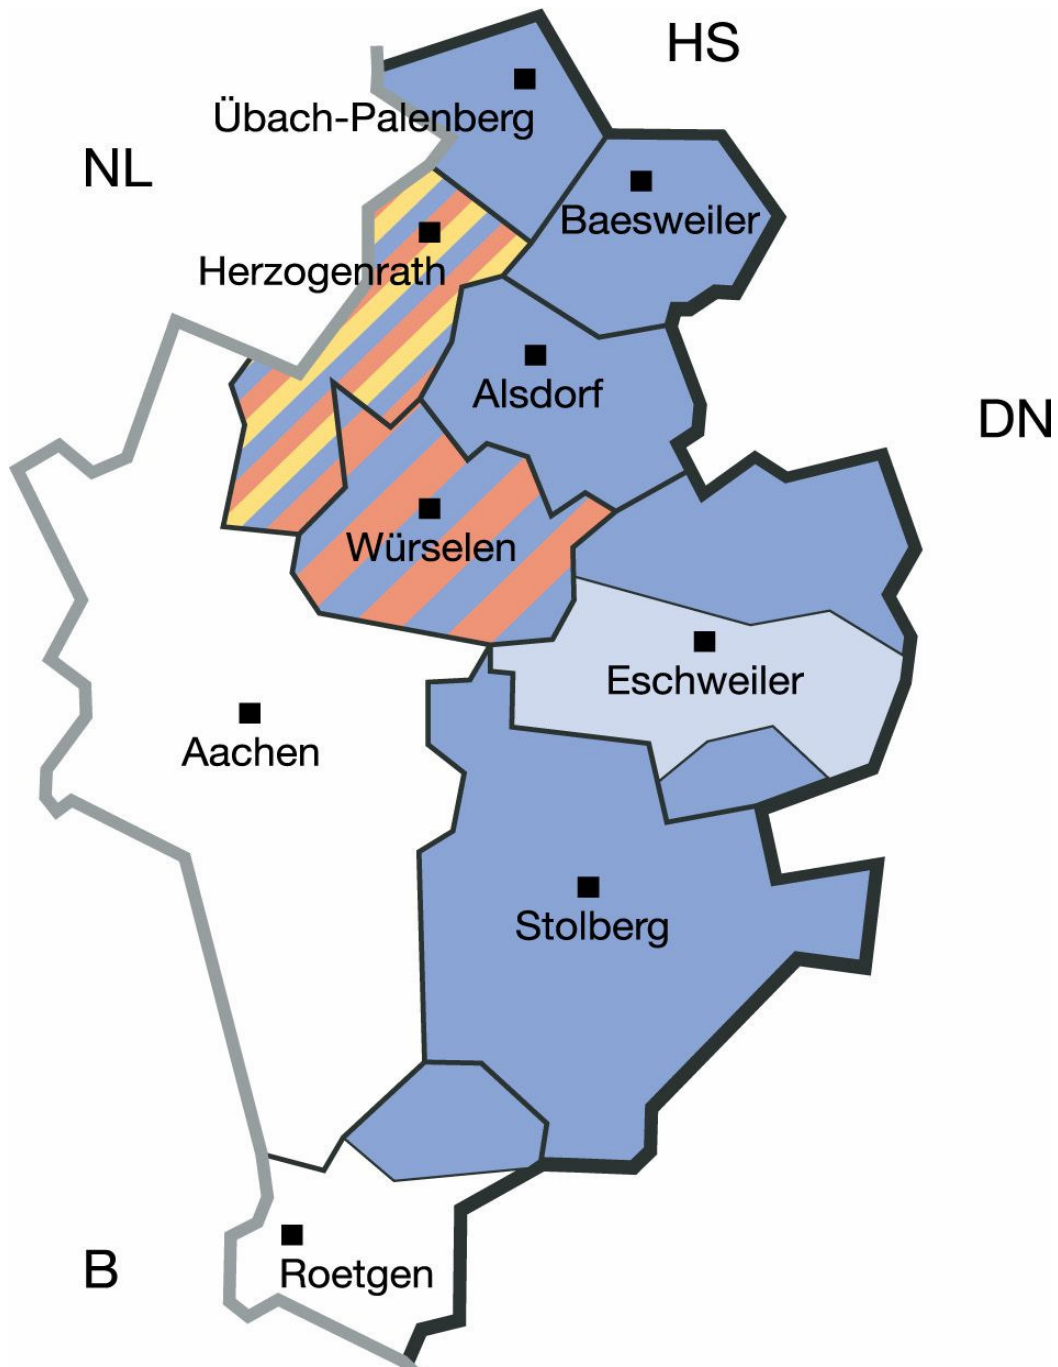 HS
Übach-Palenberg
NL
Baesweiler
Herzogenrath
Alsdorf
DN
Würselen
Eschweiler
Aachen
Stolberg
B
Roetgen